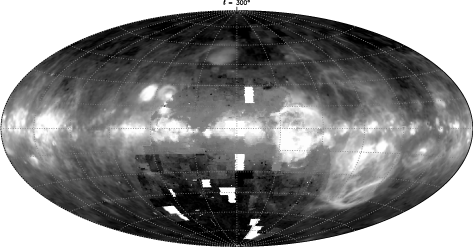 ℓ = 300°